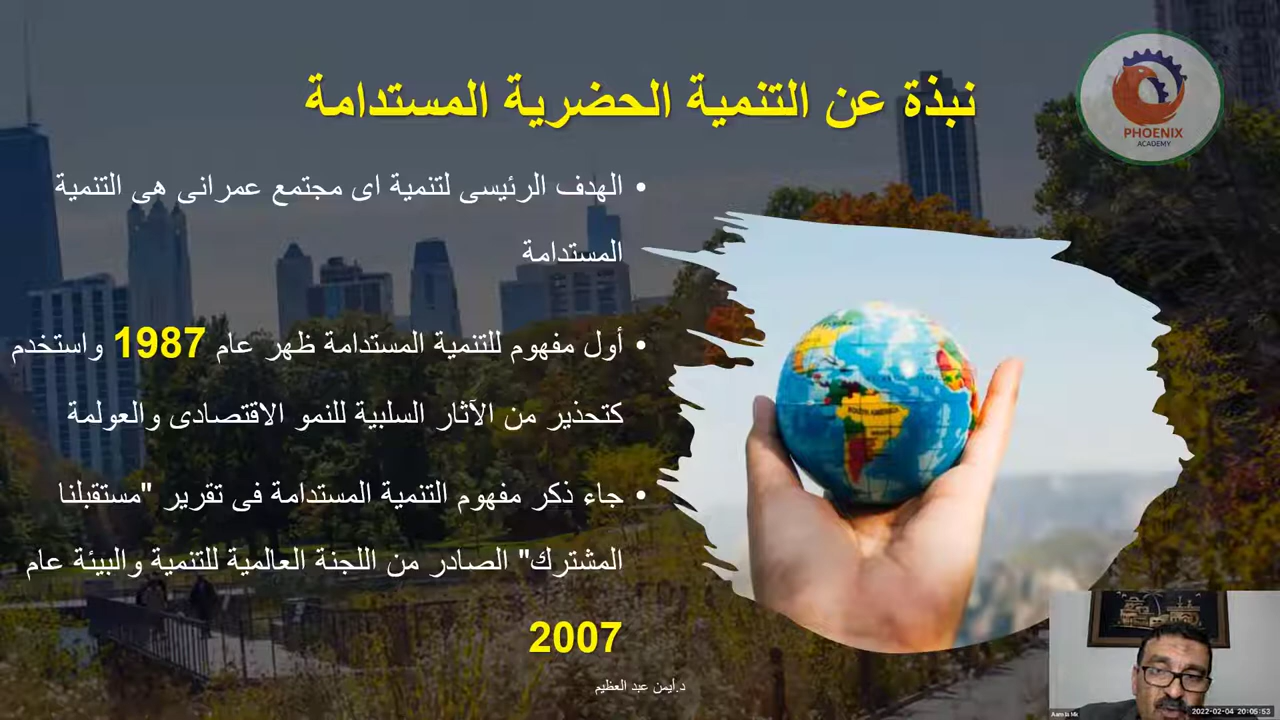 نبذة عن التنمية الحضرية المستدامة
PHOENIX
ACADEMY
• الهدف الرئيسى لتنمية اى مجتمع عمرانى هى التنمية
المستدامة
• أول مفهوم للتنمية المستدامة ظهر عام 1987 واستخدم
كتحذير من الآثار السلبية للنمو الاقتصادى والعولمة
• جاء ذكر مفهوم التنمية المستدامة فى تقرير "مستقبلنا
المشترك" الصادر من اللجنة العالمية للتنمية والبيئة عام
2007
SOUTH AMERICA
د.أيمن عبد العظيم
2022-02-04 20:05:53